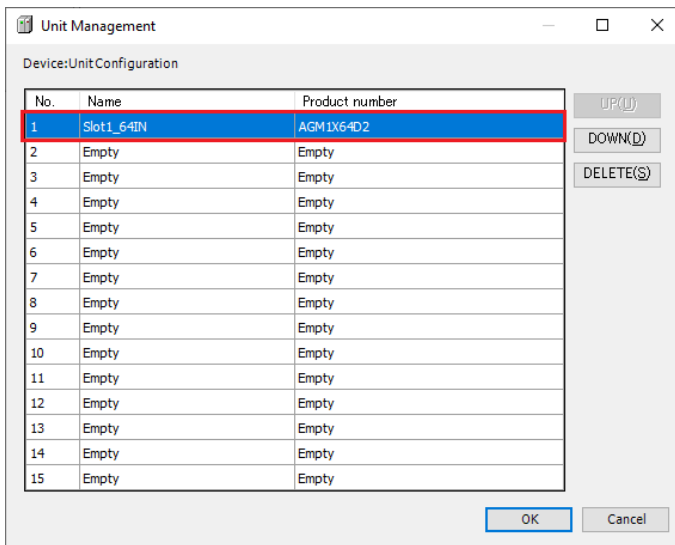 Unit Management
Device:UnitConfiguration
No. Name Product number
1 Slot1_64IN AGM1X64D2
2 Empty Empty
3 Empty Empty
4 Empty Empty
5 Empty Empty
6 Empty Empty
7 Empty Empty
8 Empty Empty
9 Empty Empty
10 Empty Empty
11 Empty Empty
12 Empty Empty
13 Empty Empty
14 Empty Empty
15 Empty Empty
UP(U)
DOWN(D)
DELETE(S)
OK Cancel